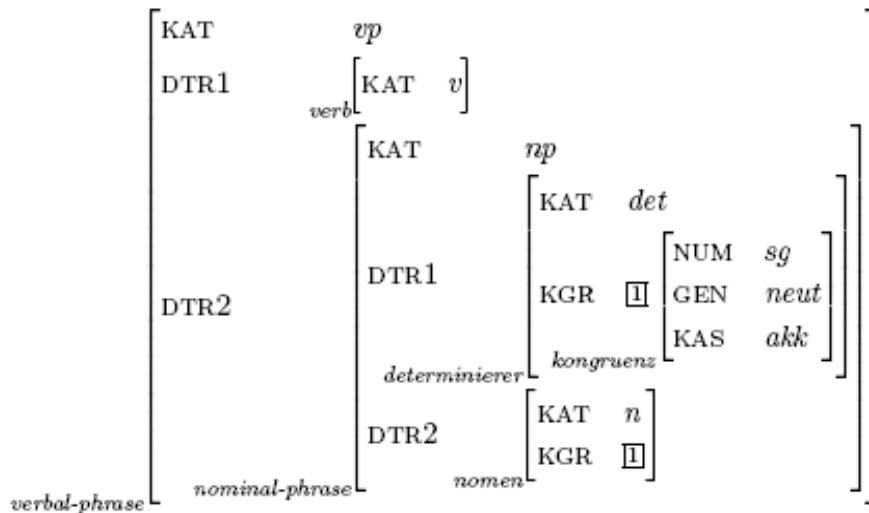 KAT vp
DTR1 verb KAT v
KAT np
KAT det
NUM sg
DTR1 KGR 1 GEN neut
DTR2
KAS akk
determinierer kongruenz
KAT n
DTR2
KGR 1
verbal-phrase nominal-phrase nomen